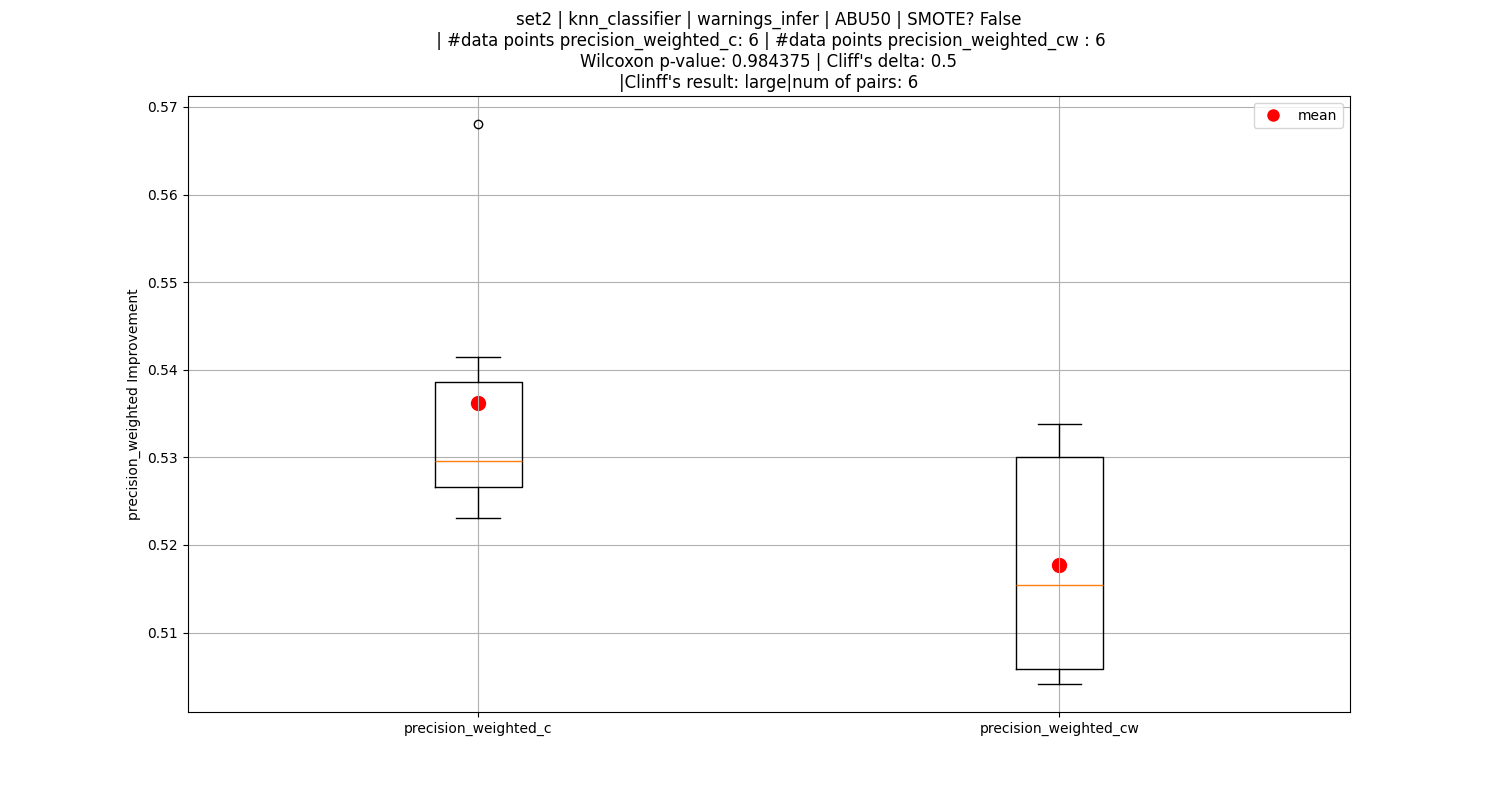 set2 | knn_classifier | warnings_infer | ABU50 | SMOTE? False
| #data points precision_weighted_c: 6 | #data points precision_weighted_cw : 6
Wilcoxon p-value: 0.984375 | Cliff's delta: 0.5
|Clinff's result: large|num of pairs: 6
mean
0.57
0.56
0.55
0.54
0.53
0.52
0.51
precision_weighted Improvement
precision_weighted_c
precision_weighted_cw